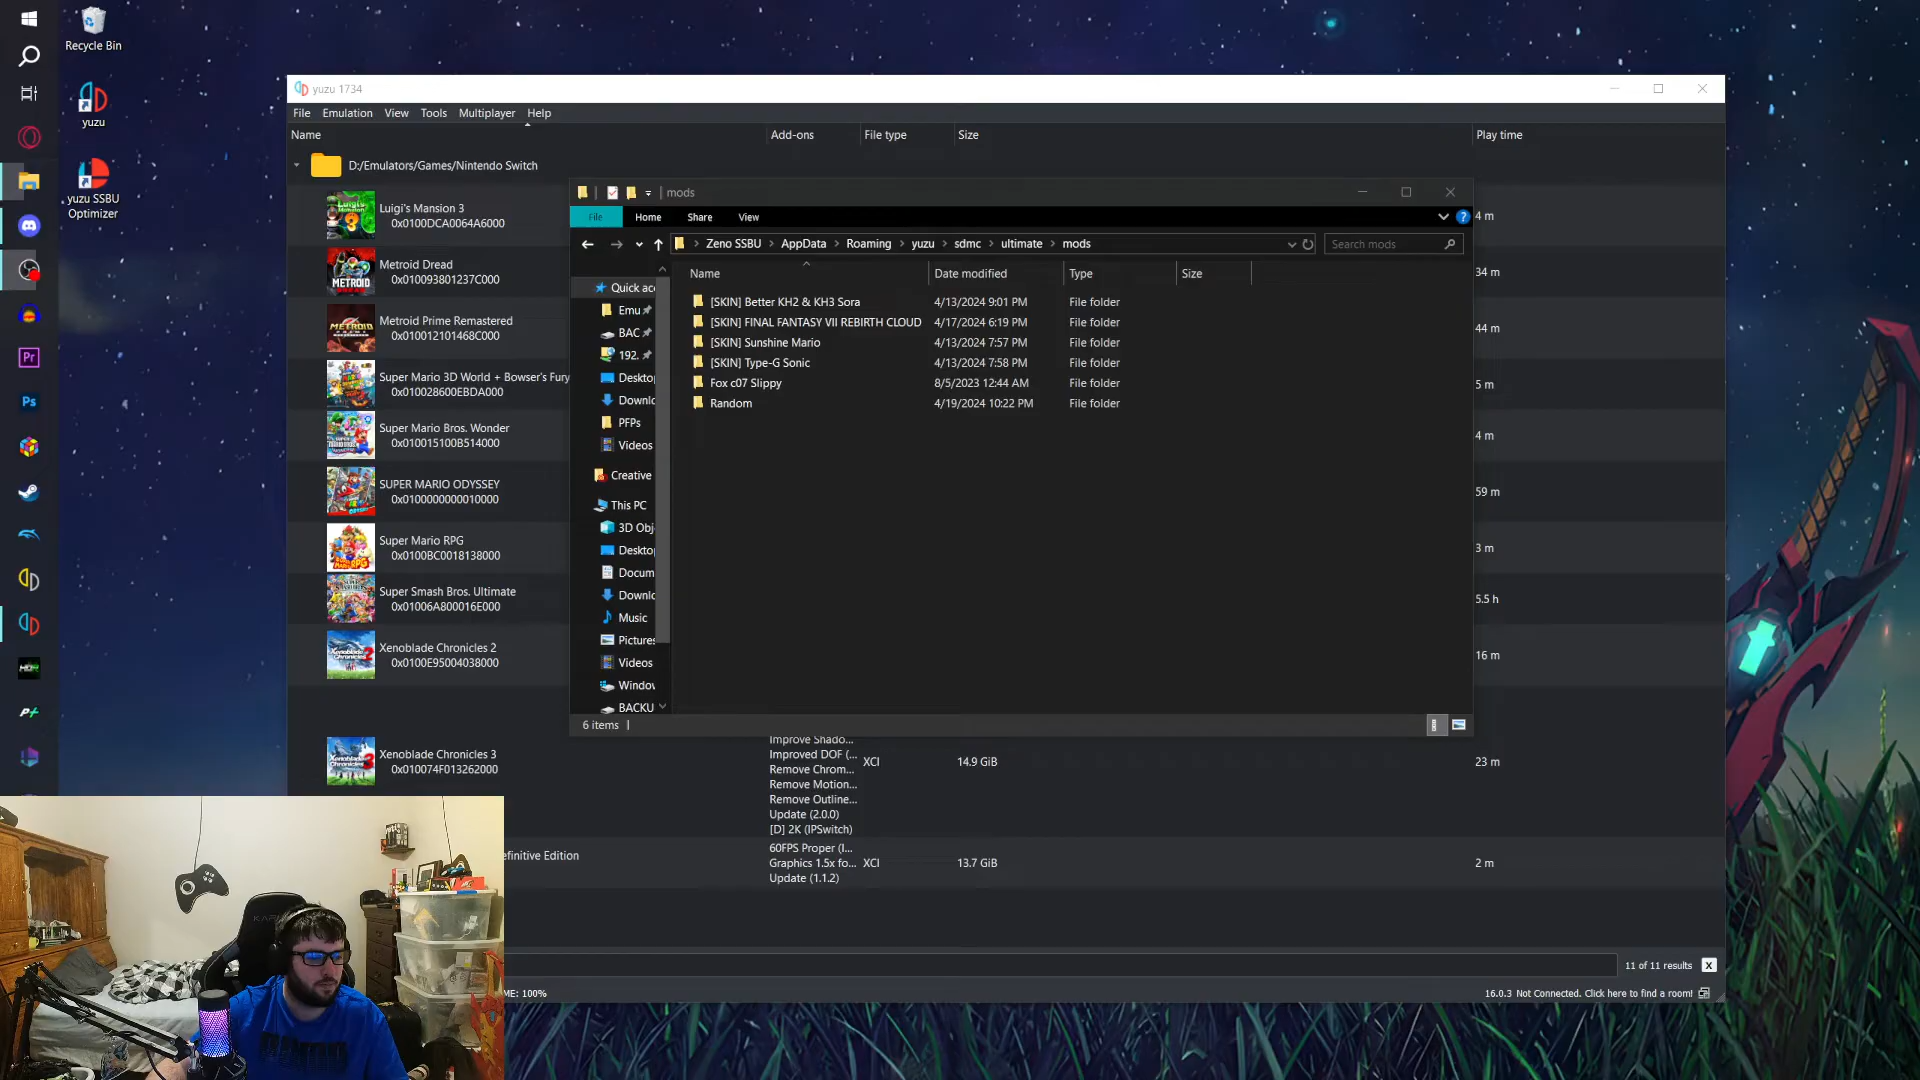 Recycle Bin
yuzu
yuzu SSBU
Optimizer
yuzu 1734
File Emulation View Tools Multiplayer Help
Name Add-ons File type Size Play time
D:/Emulators/Games/Nintendo Switch
Luigi's Mansion 3
0x0100DCA0064A6000
4 m
Metroid Dread
0x010093801237C000
34 m
Metroid Prime Remastered
0x010012101468C000
44 m
Super Mario 3D World + Bowser's Fury
0x010028600EBDA000
5 m
Super Mario Bros. Wonder
0x010015100B514000
4 m
SUPER MARIO ODYSSEY
0x0100000000010000
59 m
Super Mario RPG
0x0100BC0018138000
3 m
Super Smash Bros. Ultimate
0x01006A800016E000
5.5 h
Xenoblade Chronicles 2
0x0100E95004038000
16 m
Xenoblade Chronicles 3
0x010074F013262000
Improve Shado...
Improved DOF (...
Remove Chrom...
Remove Motion...
Remove Outline...
Update (2.0.0)
[D] 2K (IPSwitch)
XCI 14.9 GiB 23 m
efinitive Edition
60FPS Proper (I...
Graphics 1.5x fo...
Update (1.1.2)
XCI 13.7 GiB 2 m
11 of 11 results X
ME: 100%
16.0.3 Not Connected. Click here to find a room!
mods
File Home Share View
Zeno SSBU AppData Roaming yuzu sdmc ultimate mods
Search mods
Name Date modified Type Size
[SKIN] Better KH2 & KH3 Sora 4/13/2024 9:01 PM File folder
[SKIN] FINAL FANTASY VII REBIRTH CLOUD 4/17/2024 6:19 PM File folder
[SKIN] Sunshine Mario 4/13/2024 7:57 PM File folder
[SKIN] Type-G Sonic 4/13/2024 7:58 PM File folder
Fox c07 Slippy 8/5/2023 12:44 AM File folder
Random 4/19/2024 10:22 PM File folder
Quick ac
Emu
BAC
192.
Deskto
Downlo
PFPs
Videos
Creative
This PC
3D Obj
Deskto
Docum
Downlo
Music
Pictures
Videos
Window
BACKU
6 items
Pr
Ps
HDR
P+